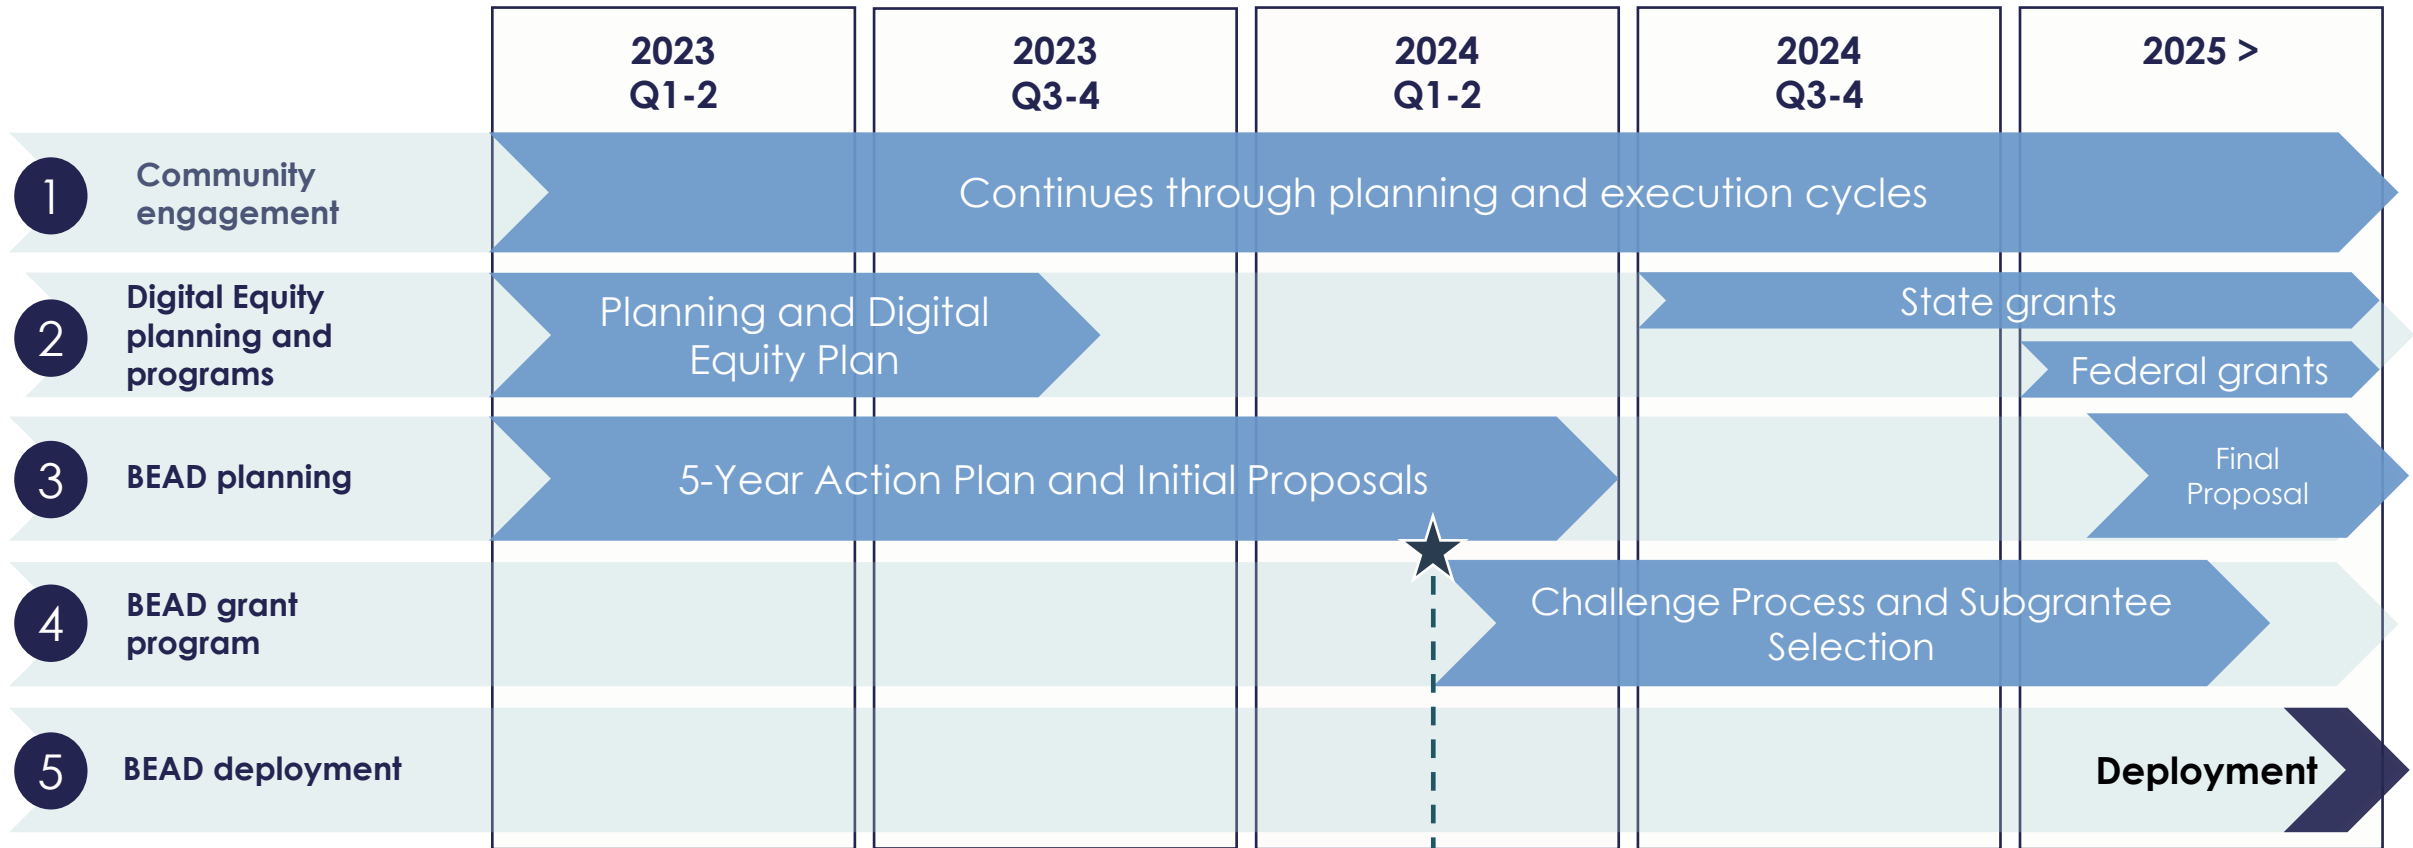 2023
Q1-2
2023
Q3-4
2024
Q1-2
2024
Q3-4
2025 >
1
Community
engagement
Continues through planning and execution cycles
2
Digital Equity
planning and
programs
Planning and Digital
Equity Plan
State grants
Federal grants
3
BEAD planning
5-Year Action Plan and Initial Proposals
Final
Proposal
4
BEAD grant
program
Challenge Process and Subgrantee
Selection
5
BEAD deployment
Deployment